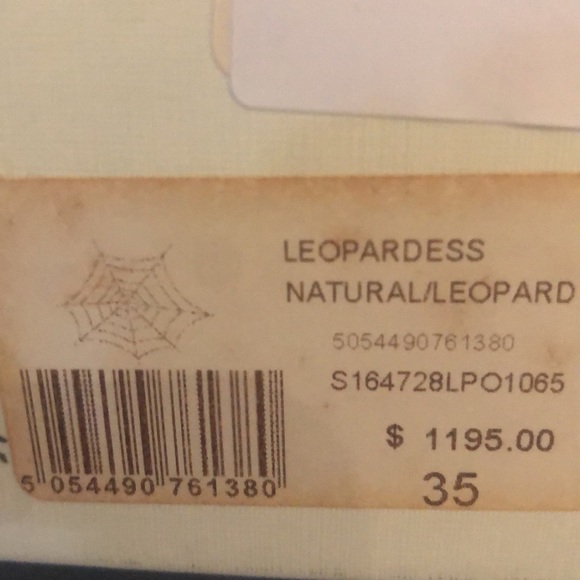 LEOPARDESS
NATURAL/LEOPARD
5054490761380
S164728LPO1065
$ 1195.00
35
5 054490 761380